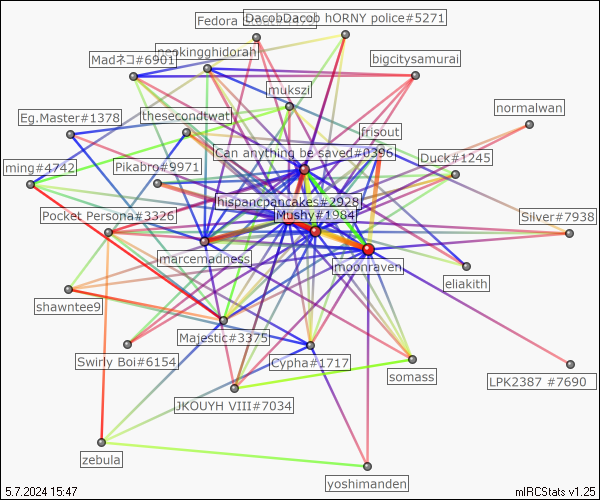 DacobDacob hORNY police#5271
Fedora
neokingghidorah
Madネコ#6901
bigcitysamurai
mukszi
normalwan
Eg.Master#1378
thesecondtwat
frisout
Can anything be saved#0396
Duck#1245
ming#4742
Pikabro#9971
hispancpancakes#2928
Mushy#1984
Pocket Persona#3326
Silver#7938
marcemadness
moonraven
eliakith
shawntee9
Majestic#3375
Swirly Boi#6154
Cypha#1717
somass
LPK2387 #7690
JKOUYH VIII#7034
zebula
yoshimanden
5.7.2024 15:47
mIRCStats v1.25